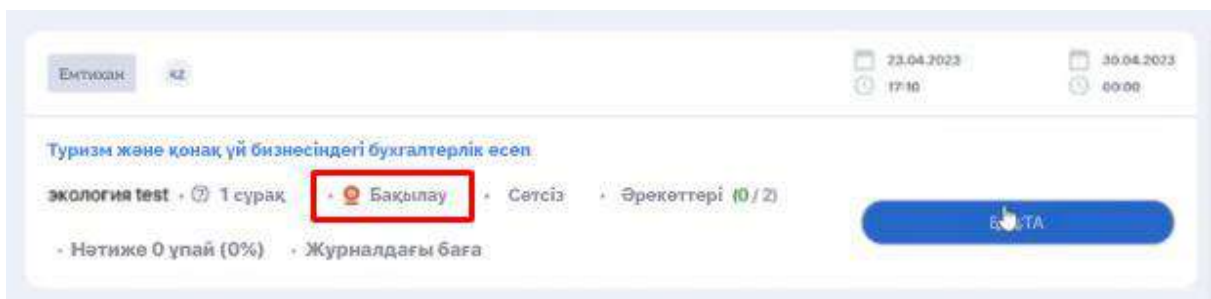 Емтихан KZ 23.04.2023 30.04.2023
17:10 00:00
Туризм және қонақ үй бизнесіндегі бухгалтерлік есеп
экология test · 1 сұрақ · Бақылау · Сәтсіз · Әрекеттері (0 / 2)
· Нәтиже 0 ұпай (0%) · Журналдағы баға